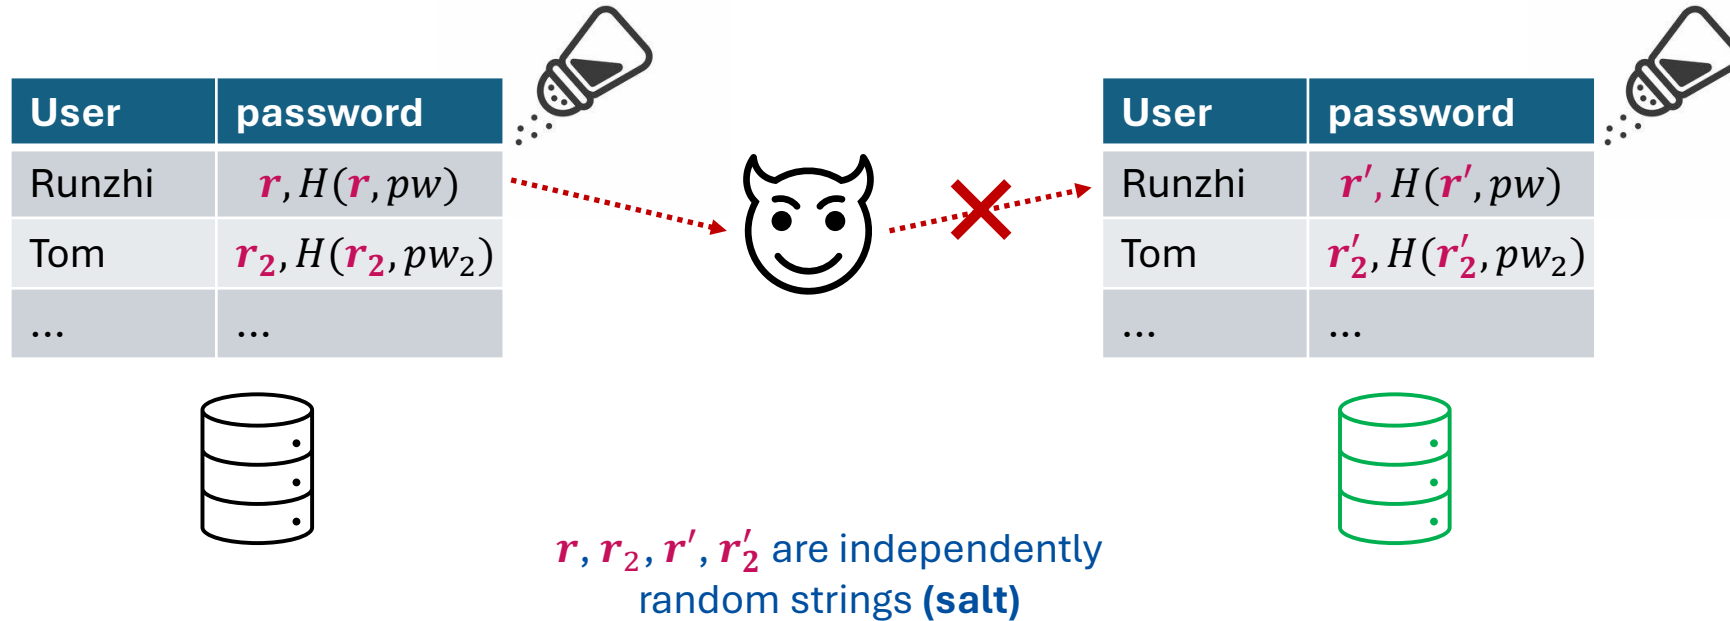 User password
Runzhi r, H(r, pw)
Tom r₂, H(r₂, pw₂)
... ...
User password
Runzhi r′, H(r′, pw)
Tom r′₂, H(r′₂, pw₂)
... ...
r, r₂, r′, r′₂ are independently
random strings (salt)